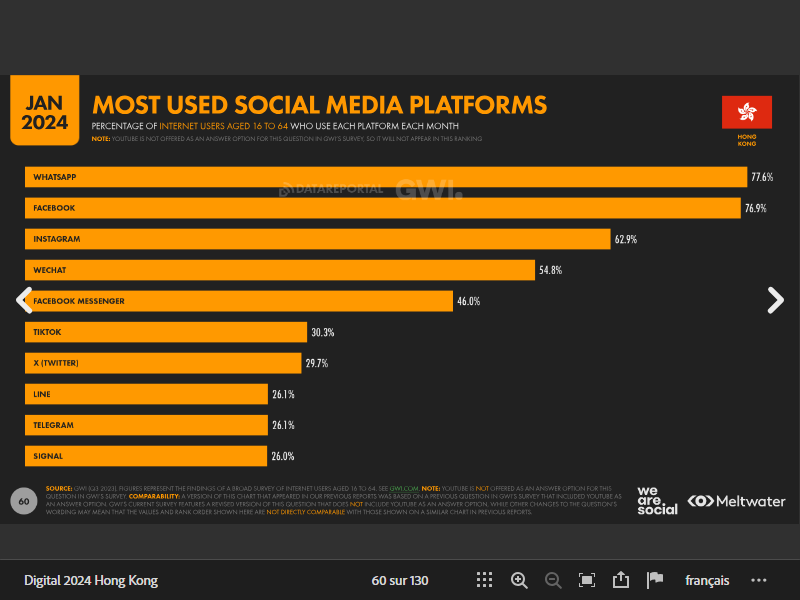 JAN
2024
MOST USED SOCIAL MEDIA PLATFORMS
PERCENTAGE OF INTERNET USERS AGED 16 TO 64 WHO USE EACH PLATFORM EACH MONTH
NOTE: YOUTUBE IS NOT OFFERED AS AN ANSWER OPTION FOR THIS QUESTION IN GWI'S SURVEY, SO IT WILL NOT APPEAR IN THIS RANKING
HONG
KONG
DATAREPORTAL GWI.
WHATSAPP 77.6%
FACEBOOK 76.9%
INSTAGRAM 62.9%
WECHAT 54.8%
FACEBOOK MESSENGER 46.0%
TIKTOK 30.3%
X (TWITTER) 29.7%
LINE 26.1%
TELEGRAM 26.1%
SIGNAL 26.0%
60
SOURCE: GWI (Q3 2023). FIGURES REPRESENT THE FINDINGS OF A BROAD SURVEY OF INTERNET USERS AGED 16 TO 64. SEE GWI.COM. NOTE: YOUTUBE IS NOT OFFERED AS AN ANSWER OPTION FOR THIS
QUESTION IN GWI'S SURVEY. COMPARABILITY: A VERSION OF THIS CHART THAT APPEARED IN OUR PREVIOUS REPORTS WAS BASED ON A PREVIOUS QUESTION IN GWI'S SURVEY THAT INCLUDED YOUTUBE AS
AN ANSWER OPTION. GWI'S CURRENT SURVEY FEATURES A REVISED VERSION OF THIS QUESTION THAT DOES NOT INCLUDE YOUTUBE AS AN ANSWER OPTION, WHILE OTHER CHANGES TO THE QUESTION'S
WORDING MAY MEAN THAT THE VALUES AND RANK ORDER SHOWN HERE ARE NOT DIRECTLY COMPARABLE WITH THOSE SHOWN ON A SIMILAR CHART IN PREVIOUS REPORTS.
we
are.
social
Meltwater
Digital 2024 Hong Kong
60 sur 130
français